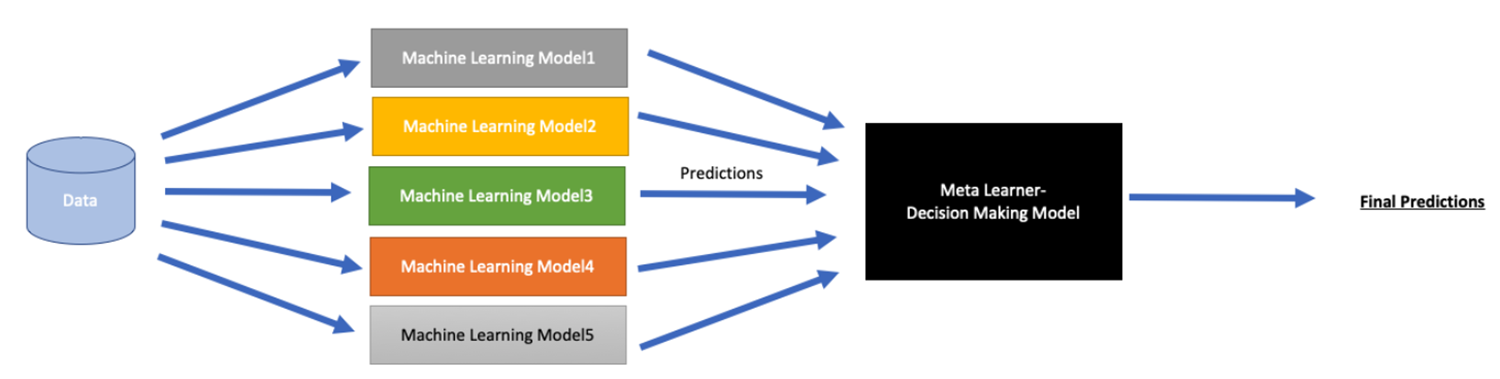 Data
Machine Learning Model1
Machine Learning Model2
Machine Learning Model3
Machine Learning Model4
Machine Learning Model5
Predictions
Meta Learner-
Decision Making Model
Final Predictions